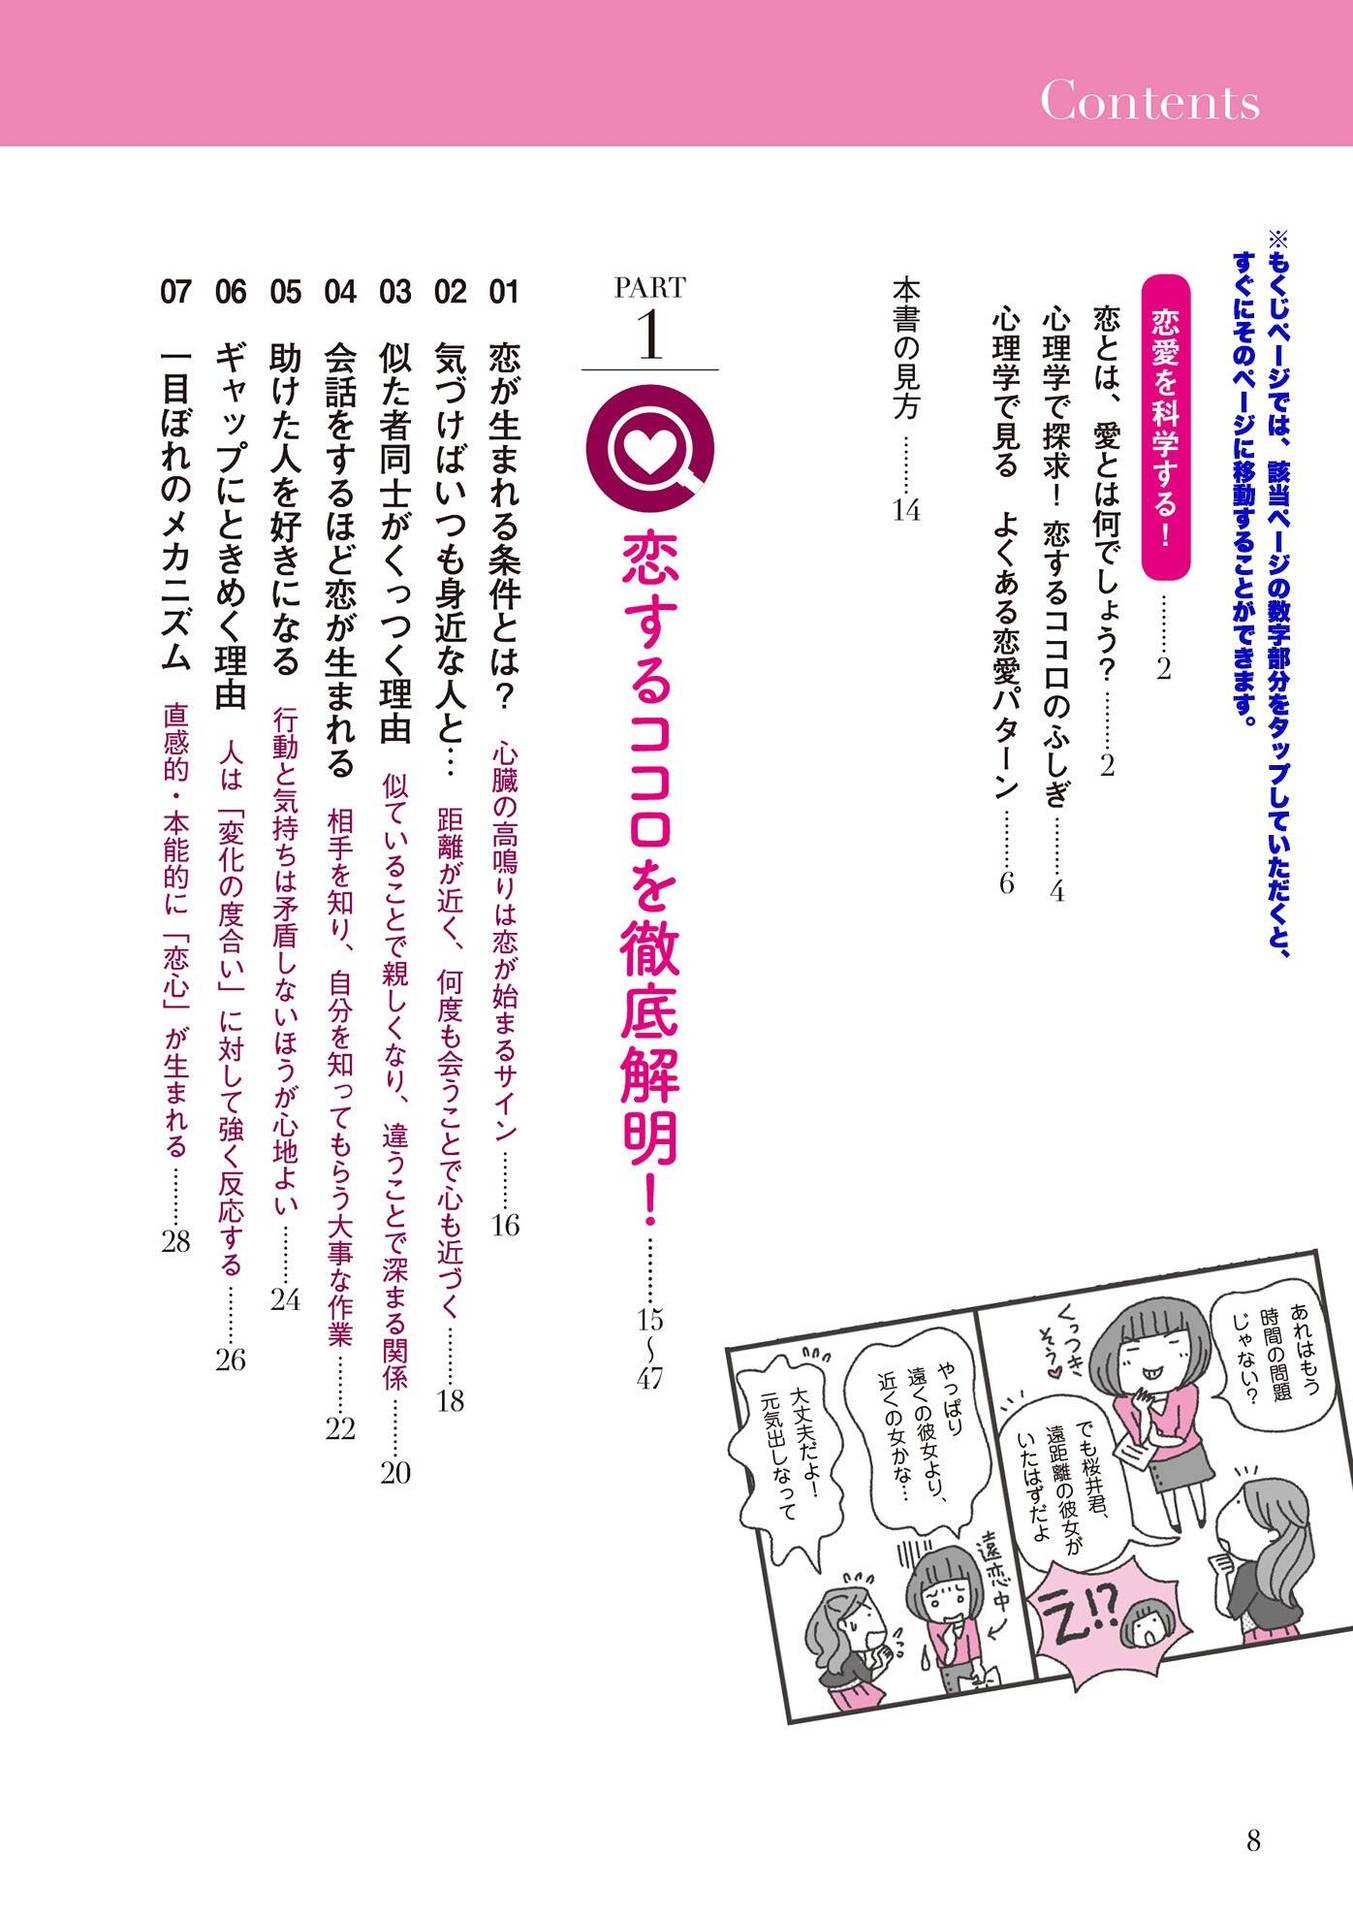 Contents
※もくじページでは、該当ページの数字部分をタップしていただくと、
すぐにそのページに移動することができます。
恋愛を科学する！ ………2
恋とは、愛とは何でしょう？………2
心理学で探求！ 恋するココロのふしぎ………4
心理学で見る　よくある恋愛パターン………6
本書の見方………14
PART
1
恋するココロを徹底解明！………15～47
01 恋が生まれる条件とは？　心臓の高鳴りは恋が始まるサイン………16
02 気づけばいつも身近な人と…　距離が近く、何度も会うことで心も近づく………18
03 似た者同士がくっつく理由　似ていることで親しくなり、違うことで深まる関係………20
04 会話をするほど恋が生まれる　相手を知り、自分を知ってもらう大事な作業………22
05 助けた人を好きになる　行動と気持ちは矛盾しないほうが心地よい………24
06 ギャップにときめく理由　人は「変化の度合い」に対して強く反応する………26
07 一目ぼれのメカニズム　直感的・本能的に「恋心」が生まれる………28
あれはもう
時間の問題
じゃない？
くっつき
そう♥
でも桜井君、
遠距離の彼女が
いたはずだよ
え!?
やっぱり
遠くの彼女より、
近くの女かな…
遠恋中
大丈夫だよ！
元気出しなって
8